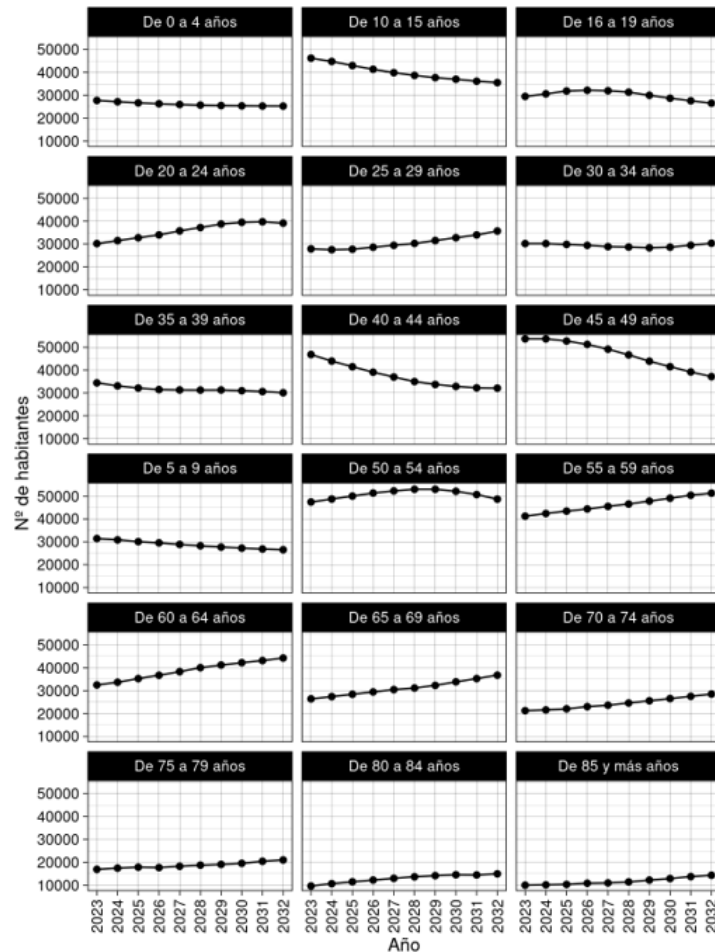 De 0 a 4 años
De 10 a 15 años
De 16 a 19 años
50000
40000
30000
20000
10000
De 20 a 24 años
De 25 a 29 años
De 30 a 34 años
50000
40000
30000
20000
10000
De 35 a 39 años
De 40 a 44 años
De 45 a 49 años
50000
40000
30000
20000
10000
Nº de habitantes
De 5 a 9 años
De 50 a 54 años
De 55 a 59 años
50000
40000
30000
20000
10000
De 60 a 64 años
De 65 a 69 años
De 70 a 74 años
50000
40000
30000
20000
10000
De 75 a 79 años
De 80 a 84 años
De 85 y más años
50000
40000
30000
20000
10000
2023 2024 2025 2026 2027 2028 2029 2030 2031 2032
2023 2024 2025 2026 2027 2028 2029 2030 2031 2032
2023 2024 2025 2026 2027 2028 2029 2030 2031 2032
Año